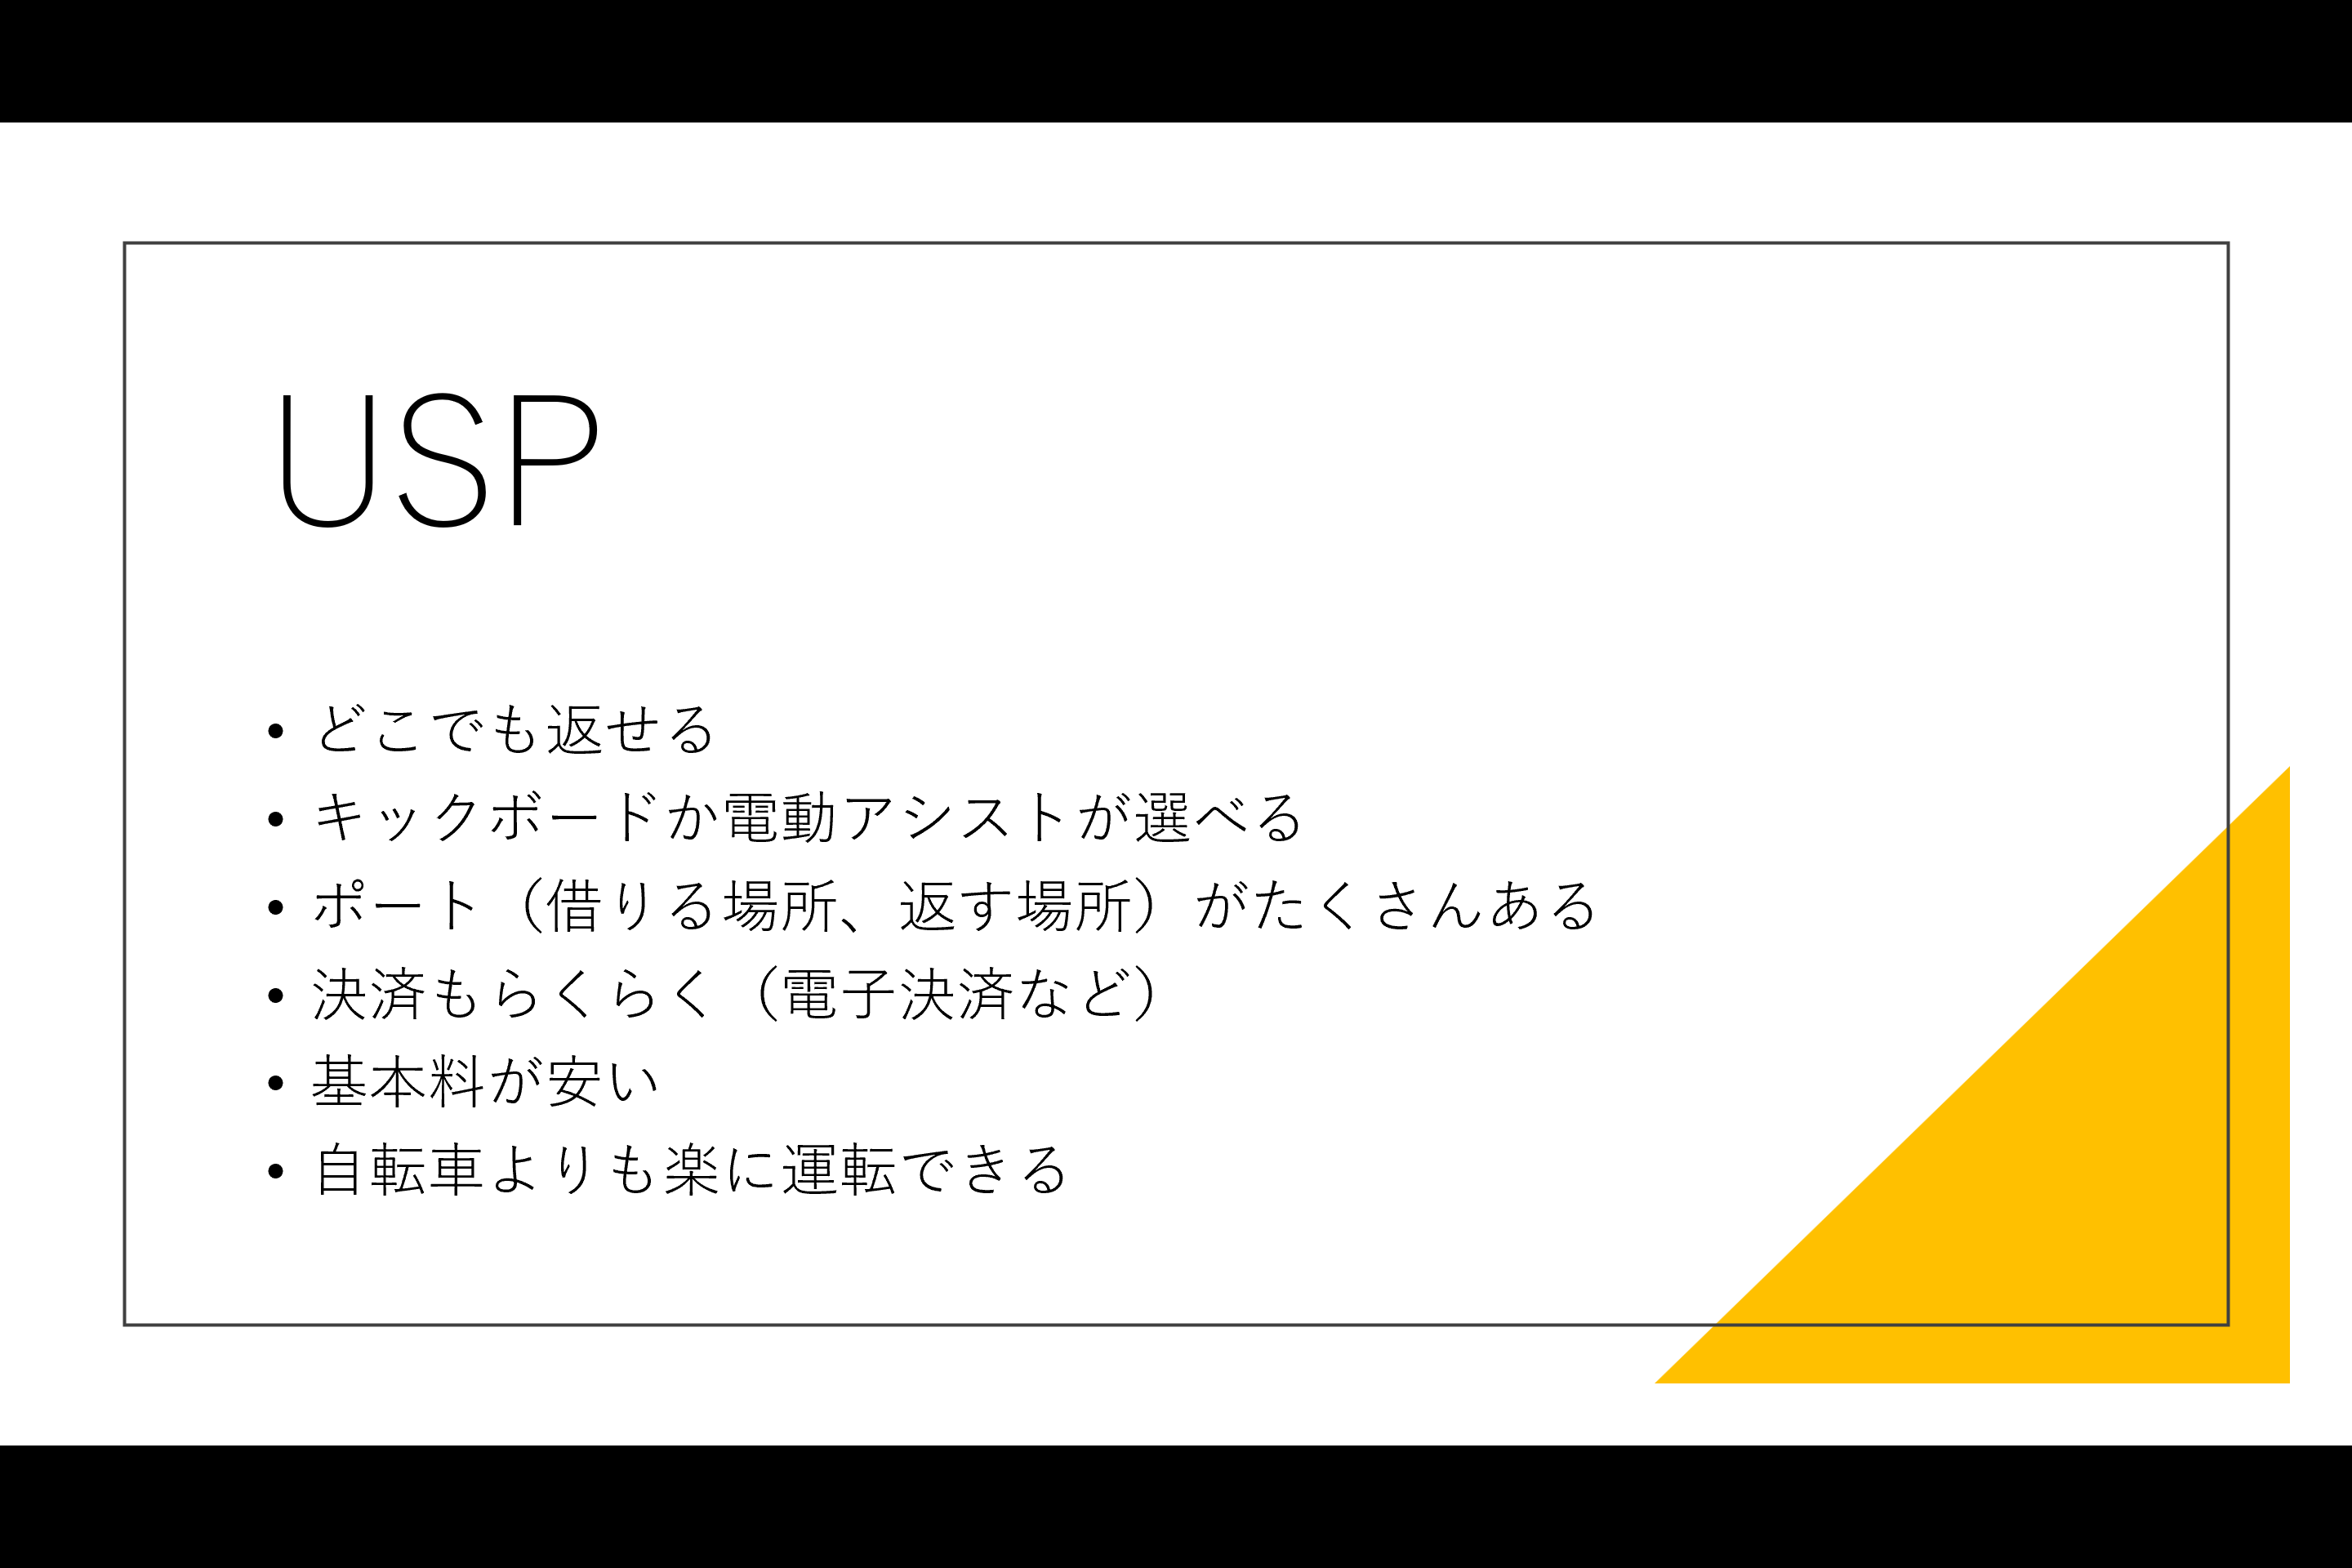 USP
• どこでも返せる
• キックボードか電動アシストが選べる
• ポート（借りる場所、返す場所）がたくさんある
• 決済もらくらく（電子決済など）
• 基本料が安い
• 自転車よりも楽に運転できる